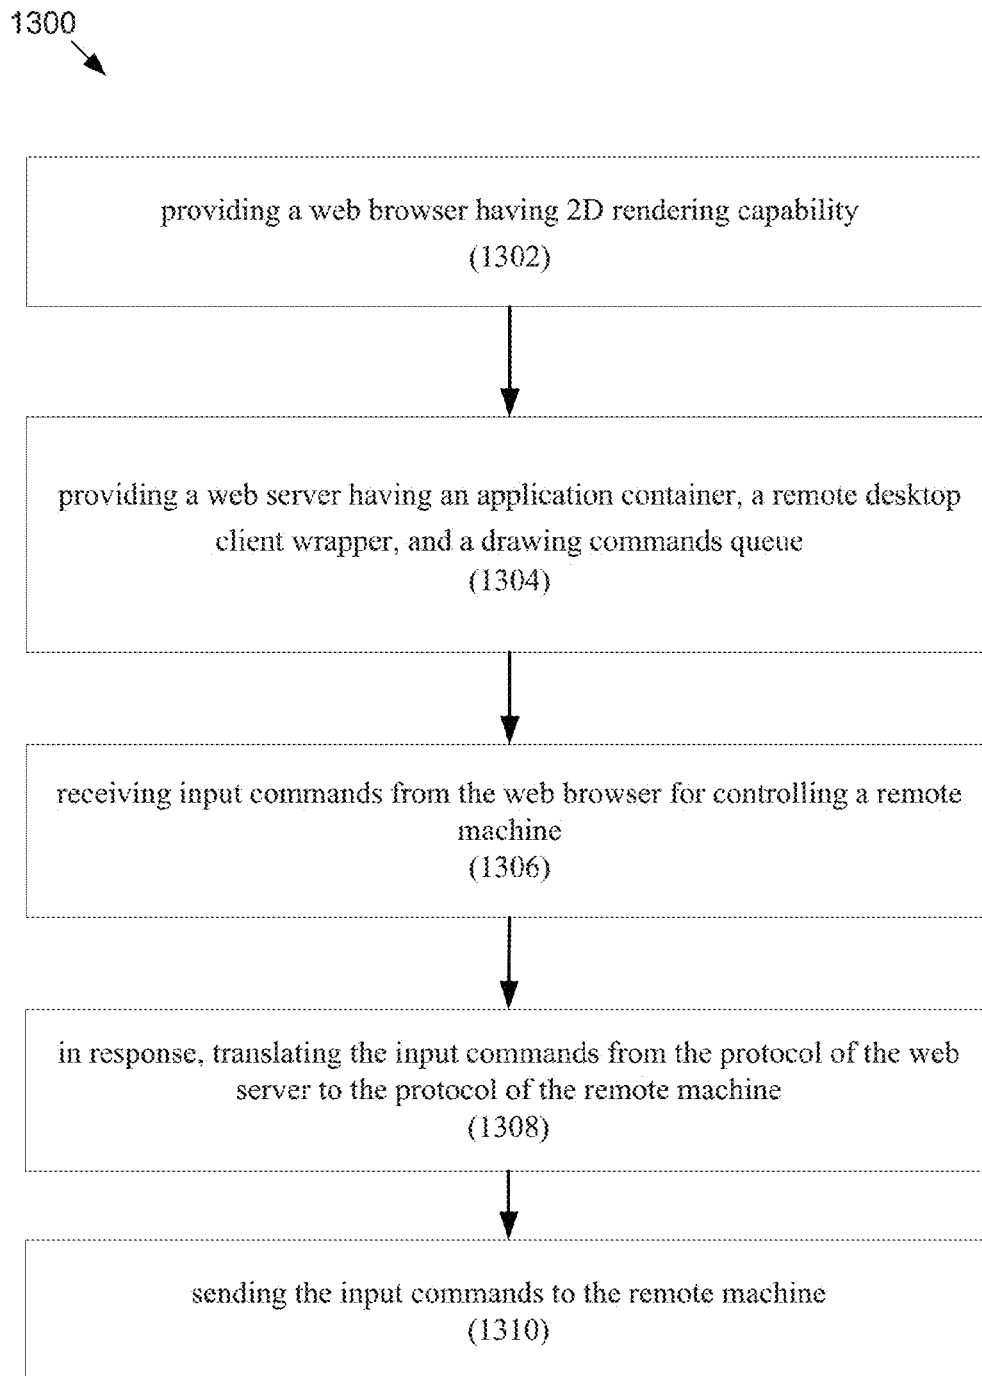 1300
providing a web browser having 2D rendering capability
(1302)
providing a web server having an application container, a remote desktop
client wrapper, and a drawing commands queue
(1304)
receiving input commands from the web browser for controlling a remote
machine
(1306)
in response, translating the input commands from the protocol of the web
server to the protocol of the remote machine
(1308)
sending the input commands to the remote machine
(1310)